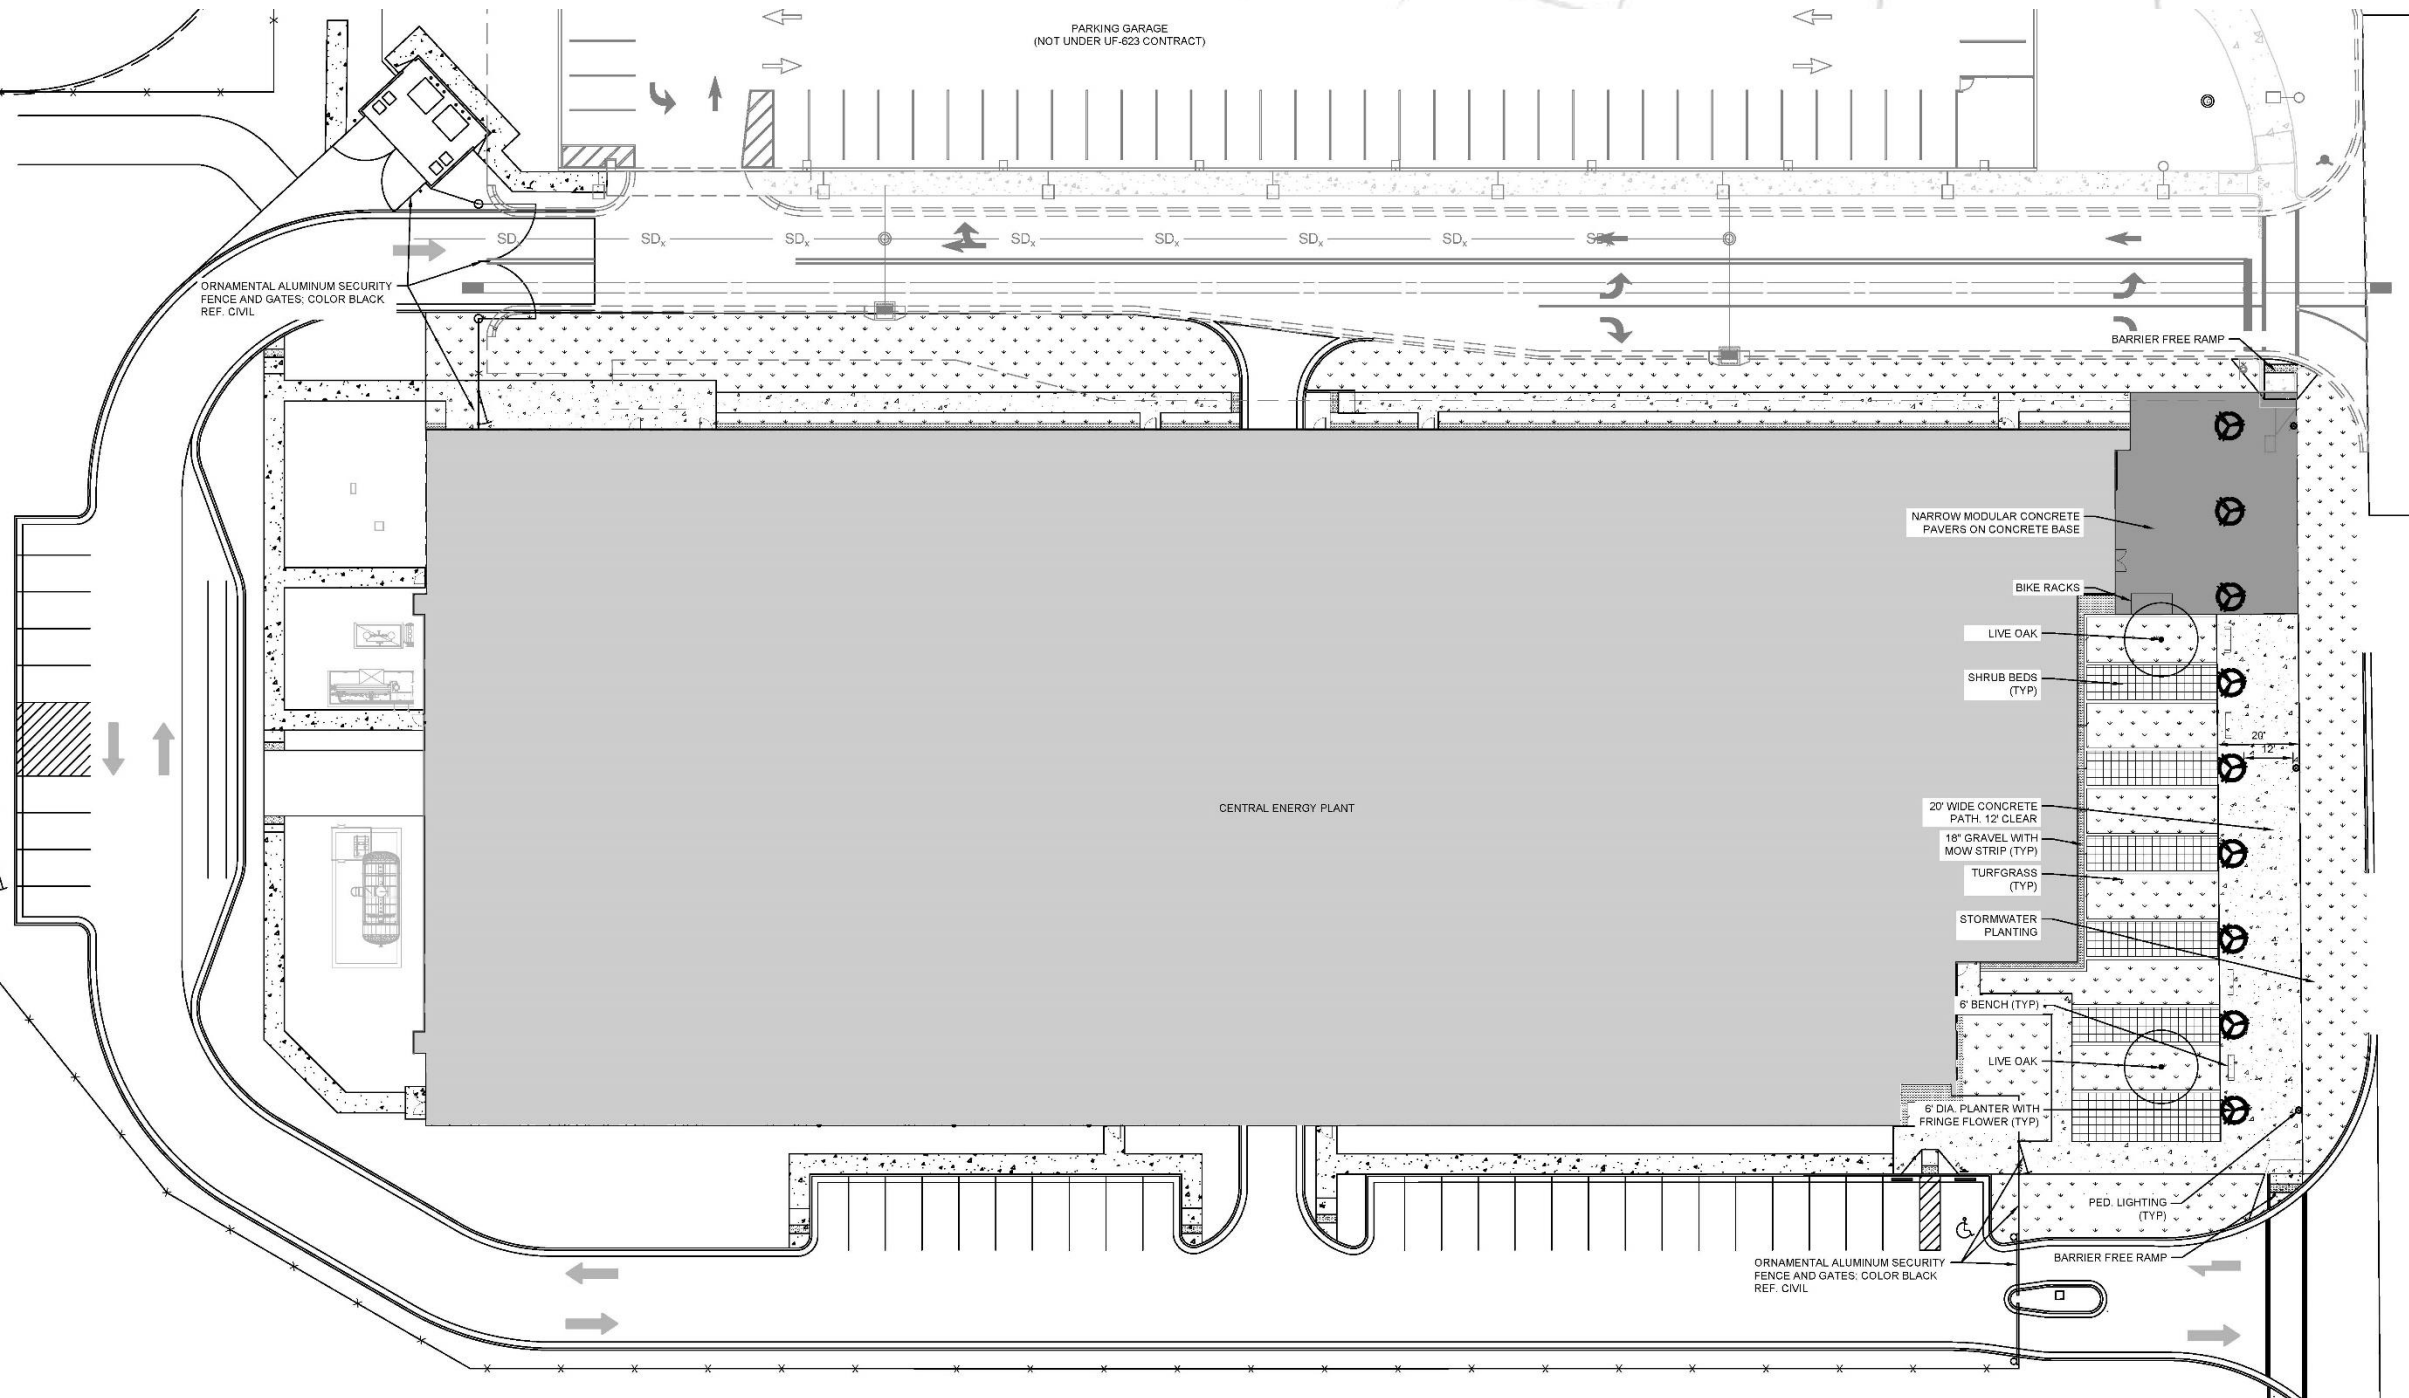 PARKING GARAGE
(NOT UNDER UF-623 CONTRACT)
SDx
SDx
SDx
SDx
SDx
SDx
SDx
SDx
ORNAMENTAL ALUMINUM SECURITY
FENCE AND GATES; COLOR BLACK
REF. CIVIL
BARRIER FREE RAMP
NARROW MODULAR CONCRETE
PAVERS ON CONCRETE BASE
BIKE RACKS
LIVE OAK
SHRUB BEDS
(TYP)
20'
12'
CENTRAL ENERGY PLANT
20' WIDE CONCRETE
PATH. 12' CLEAR
18" GRAVEL WITH
MOW STRIP (TYP)
TURFGRASS
(TYP)
STORMWATER
PLANTING
6' BENCH (TYP)
LIVE OAK
6' DIA. PLANTER WITH
FRINGE FLOWER (TYP)
PED. LIGHTING
(TYP)
BARRIER FREE RAMP
ORNAMENTAL ALUMINUM SECURITY
FENCE AND GATES; COLOR BLACK
REF. CIVIL